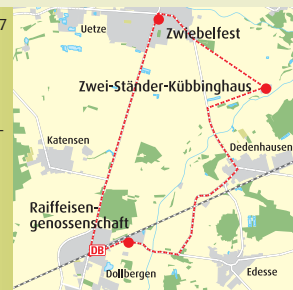 7
Uetze
Zwiebelfest
Zwei-Ständer-Kübbinghaus
Katensen
Dedenhausen
Raiffeisen-
genossenschaft
DB
Dollbergen
Edesse